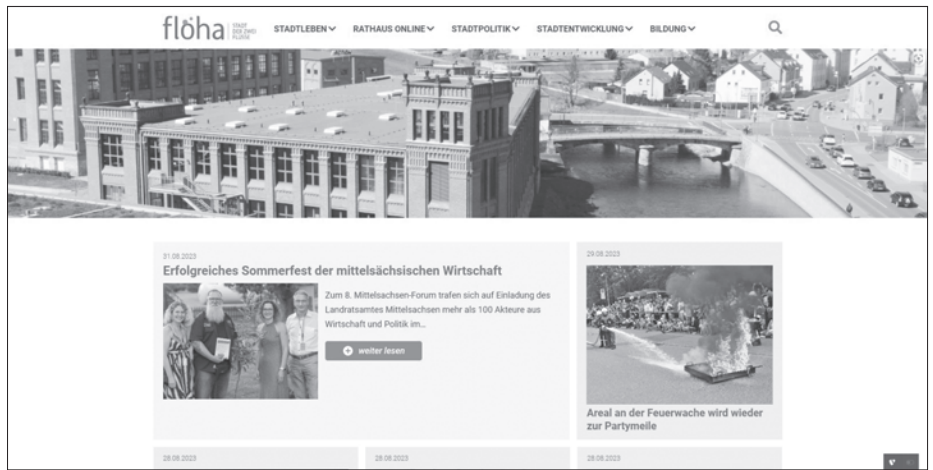 flöha STADT
DER ZWEI
FLÜSSE
STADTLEBEN RATHAUS ONLINE STADTPOLITIK STADTENTWICKLUNG BILDUNG
31.08.2023
Erfolgreiches Sommerfest der mittelsächsischen Wirtschaft
Zum 8. Mittelsachsen-Forum trafen sich auf Einladung des
Landratsamtes Mittelsachsen mehr als 100 Akteure aus
Wirtschaft und Politik im...
weiter lesen
29.08.2023
Areal an der Feuerwache wird wieder
zur Partymeile
28.08.2023
28.08.2023
28.08.2023